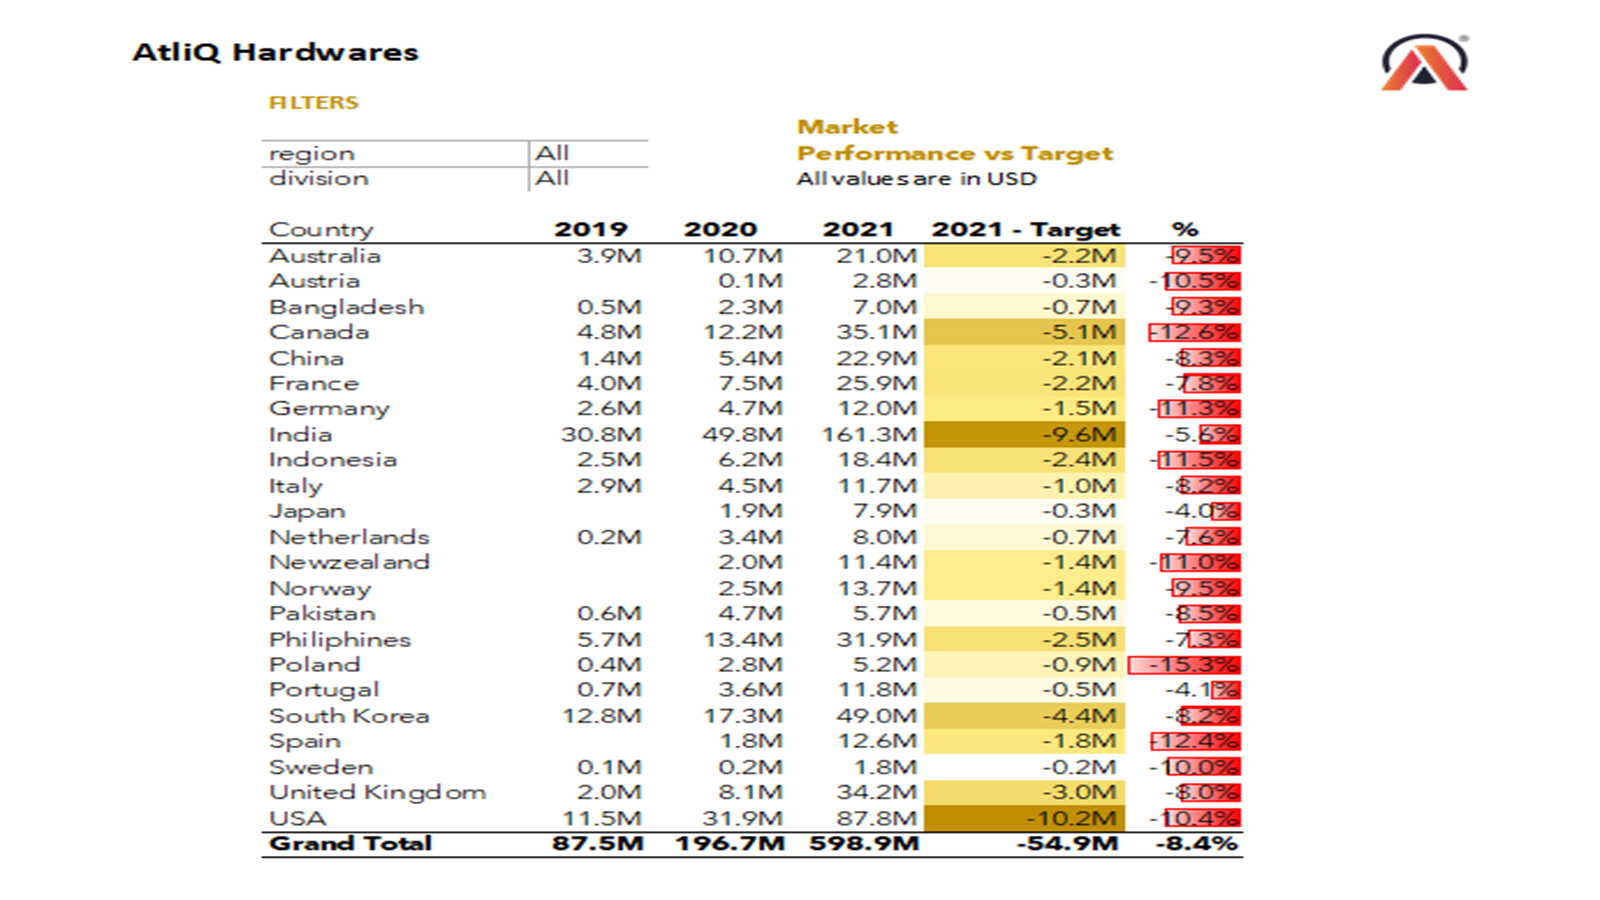 AtliQ Hardwares
®
FILTERS
Market
region All
Performance vs Target
division All
All values are in USD
Country 2019 2020 2021 2021 - Target %
Australia 3.9M 10.7M 21.0M -2.2M -9.5%
Austria 0.1M 2.8M -0.3M -10.5%
Bangladesh 0.5M 2.3M 7.0M -0.7M -9.3%
Canada 4.8M 12.2M 35.1M -5.1M -12.6%
China 1.4M 5.4M 22.9M -2.1M -8.3%
France 4.0M 7.5M 25.9M -2.2M -7.8%
Germany 2.6M 4.7M 12.0M -1.5M -11.3%
India 30.8M 49.8M 161.3M -9.6M -5.6%
Indonesia 2.5M 6.2M 18.4M -2.4M -11.5%
Italy 2.9M 4.5M 11.7M -1.0M -8.2%
Japan 1.9M 7.9M -0.3M -4.0%
Netherlands 0.2M 3.4M 8.0M -0.7M -7.6%
Newzealand 2.0M 11.4M -1.4M -11.0%
Norway 2.5M 13.7M -1.4M -9.5%
Pakistan 0.6M 4.7M 5.7M -0.5M -8.5%
Philiphines 5.7M 13.4M 31.9M -2.5M -7.3%
Poland 0.4M 2.8M 5.2M -0.9M -15.3%
Portugal 0.7M 3.6M 11.8M -0.5M -4.1%
South Korea 12.8M 17.3M 49.0M -4.4M -8.2%
Spain 1.8M 12.6M -1.8M -12.4%
Sweden 0.1M 0.2M 1.8M -0.2M -10.0%
United Kingdom 2.0M 8.1M 34.2M -3.0M -8.0%
USA 11.5M 31.9M 87.8M -10.2M -10.4%
Grand Total 87.5M 196.7M 598.9M -54.9M -8.4%